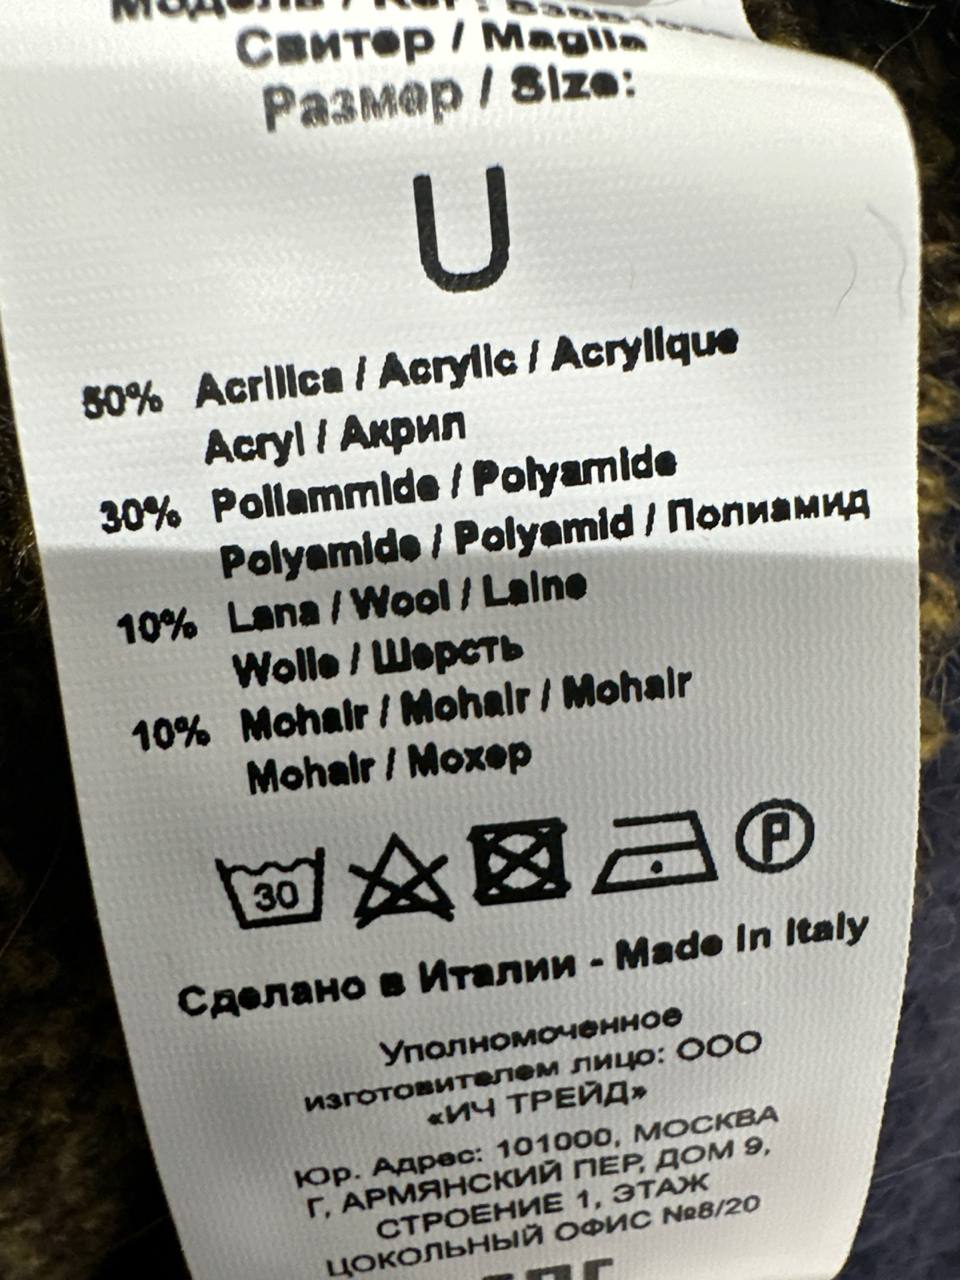 Свитер / Maglia
Размер / Size:
U
50% Acrilica / Acrylic / Acrylique
Acryl / Акрил
30% Poliammide / Polyamide
Polyamide / Polyamid / Полиамид
10% Lana / Wool / Laine
Wolle / Шерсть
10% Mohair / Mohair / Mohair
Mohair / Мохер
30
P
Сделано в Италии - Made In Italy
Уполномоченное
изготовителем лицо: ООО
«ИЧ ТРЕЙД»
Юр. Адрес: 101000, МОСКВА
Г, АРМЯНСКИЙ ПЕР, ДОМ 9,
СТРОЕНИЕ 1, ЭТАЖ
ЦОКОЛЬНЫЙ ОФИС №8/20